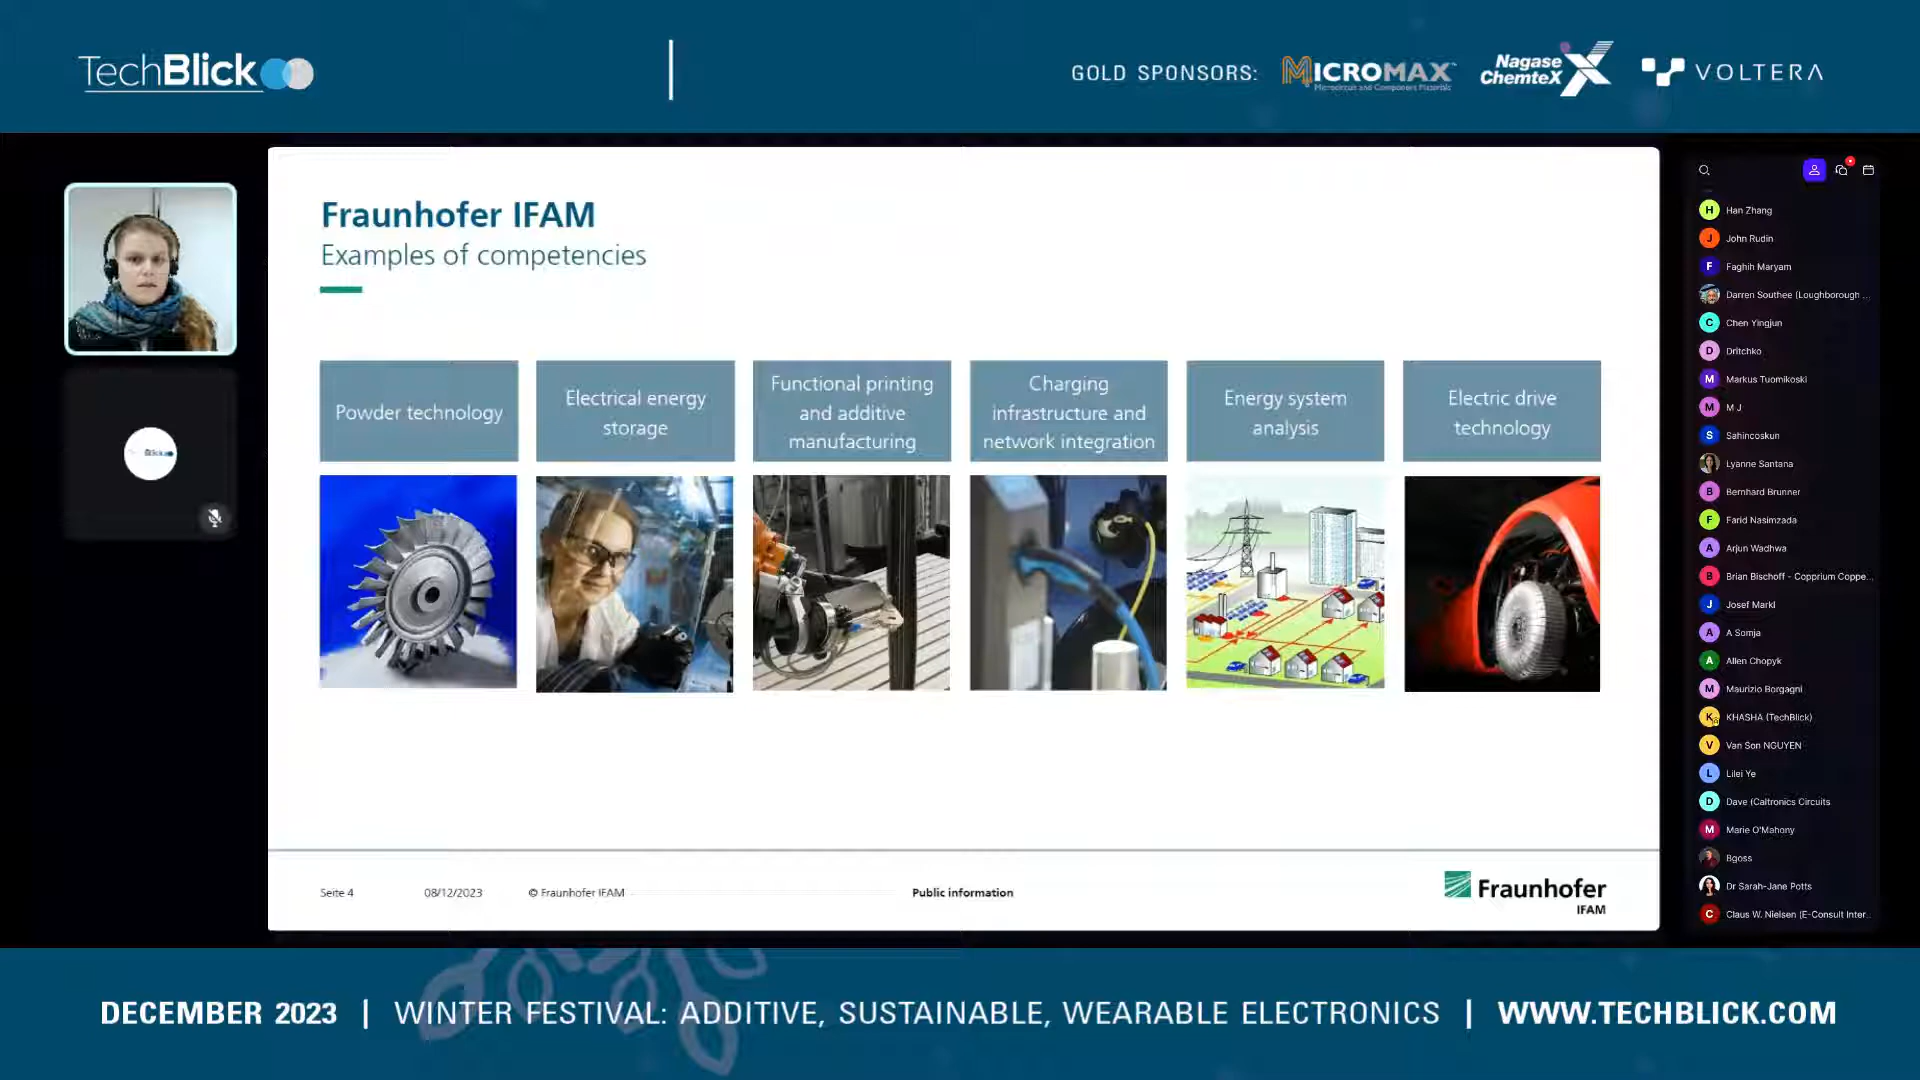 TechBlick
GOLD SPONSORS:
MICROMAX
Microcircuit and Component Materials
Nagase
ChemteX
VOLTERA
Fraunhofer IFAM
Examples of competencies
Powder technology
Electrical energy
storage
Functional printing
and additive
manufacturing
Charging
infrastructure and
network integration
Energy system
analysis
Electric drive
technology
Seite 4
08/12/2023
© Fraunhofer IFAM
Public information
Fraunhofer
IFAM
H Han Zhang
J John Rudin
F Faghih Maryam
Darren Southee (Loughborough ...
C Chen Yingjun
D Dritchko
M Markus Tuomikoski
M M J
S Sahincoskun
Lyanne Santana
B Bernhard Brunner
F Farid Nasimzada
A Arjun Wadhwa
B Brian Bischoff - Copprium Coppe...
J Josef Markl
A A Somja
A Allen Chopyk
M Maurizio Borgagni
K KHASHA (TechBlick)
V Van Son NGUYEN
L Lilei Ye
D Dave (Caltronics Circuits
M Marie O'Mahony
Bgoss
Dr Sarah-Jane Potts
C Claus W. Nielsen (E-Consult Inter...
DECEMBER 2023 | WINTER FESTIVAL: ADDITIVE, SUSTAINABLE, WEARABLE ELECTRONICS | WWW.TECHBLICK.COM